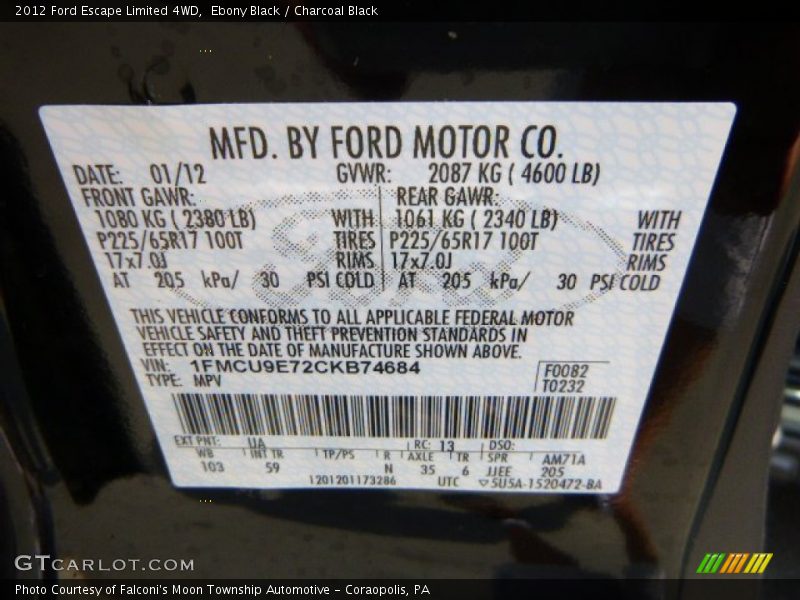 2012 Ford Escape Limited 4WD,  Ebony Black / Charcoal Black
MFD. BY FORD MOTOR CO.
DATE: 01/12 GVWR: 2087 KG ( 4600 LB)
FRONT GAWR: REAR GAWR:
1080 KG ( 2380 LB) WITH 1061 KG ( 2340 LB) WITH
P225/65R17 100T TIRES P225/65R17 100T TIRES
17x7.0J RIMS 17x7.0J RIMS
AT 205 kPa/ 30 PSI COLD AT 205 kPa/ 30 PSI COLD
THIS VEHICLE CONFORMS TO ALL APPLICABLE FEDERAL MOTOR
VEHICLE SAFETY AND THEFT PREVENTION STANDARDS IN
EFFECT ON THE DATE OF MANUFACTURE SHOWN ABOVE.
VIN: 1FMCU9E72CKB74684 F0082
TYPE: MPV T0232
EXT PNT: UA RC: 13 DSO:
WB INT TR TP/PS R AXLE TR SPR AM71A
103 59 N 35 6 JJEE 205
1201201173286 UTC ▽5U5A-1520472-BA
GTCARLOT.COM
Photo Courtesy of Falconi's Moon Township Automotive - Coraopolis, PA